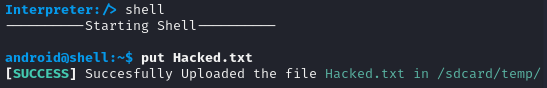 Interpreter:/> shell
----------Starting Shell----------
android@shell:~$ put Hacked.txt
[SUCCESS] Succesfully Uploaded the file Hacked.txt in /sdcard/temp/